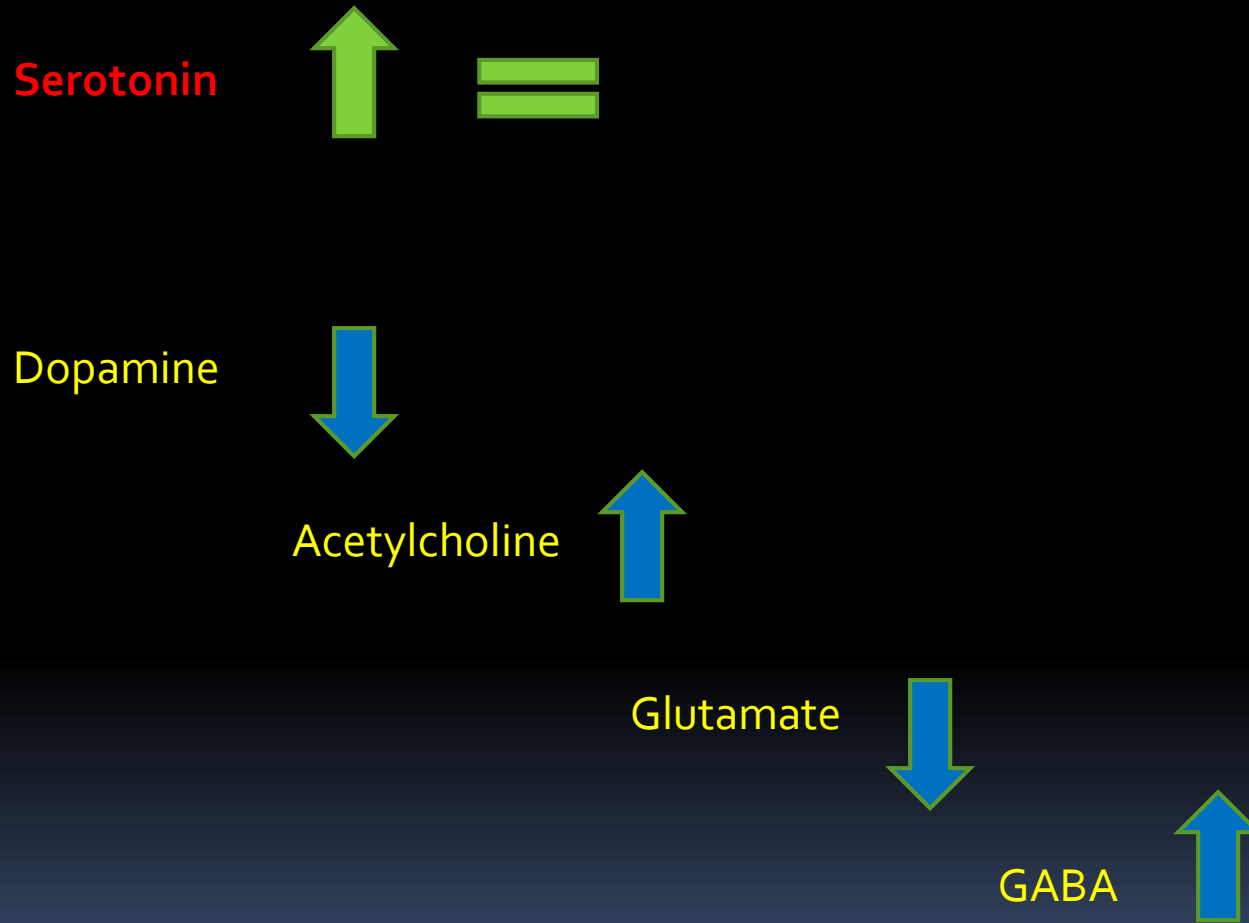 Serotonin
Dopamine
Acetylcholine
Glutamate
GABA